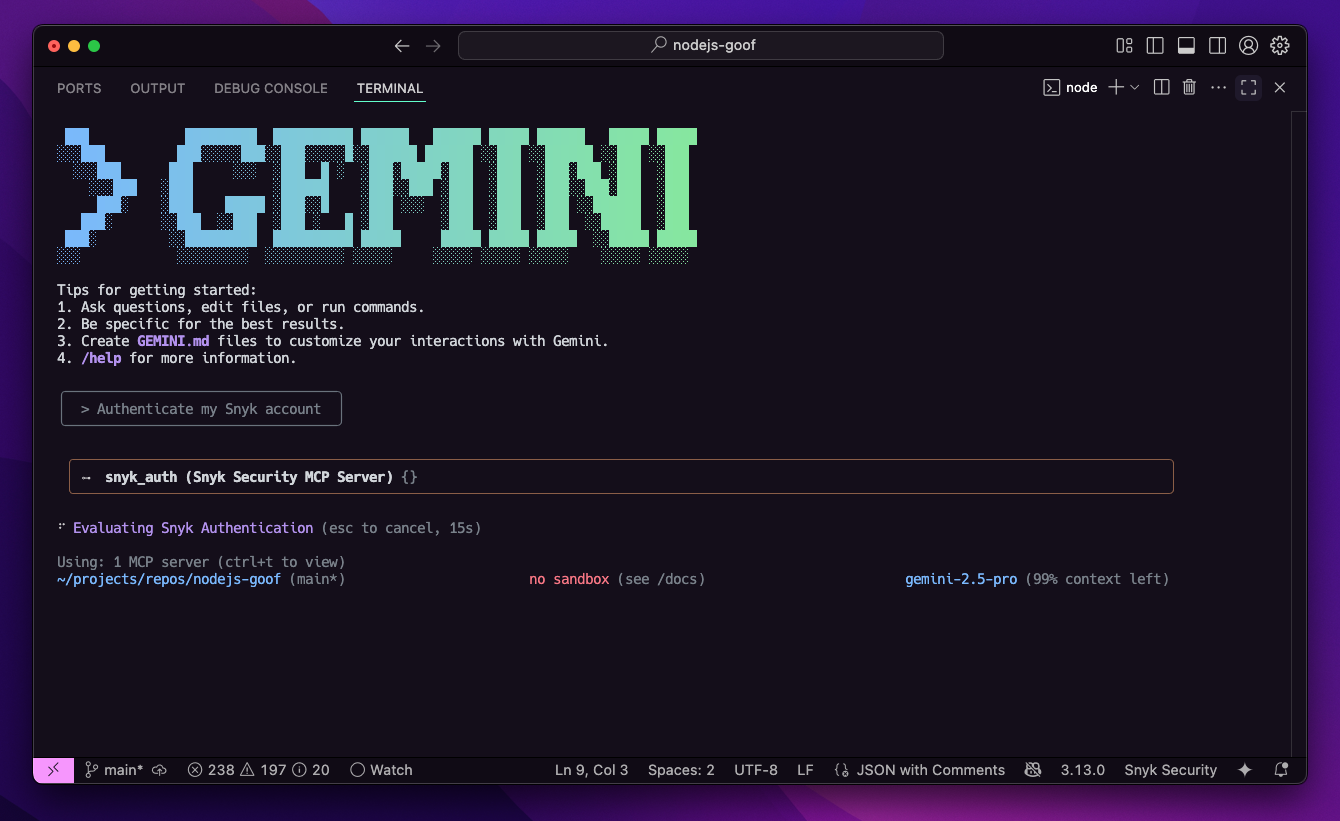 nodejs-goof
PORTS OUTPUT DEBUG CONSOLE TERMINAL node
> GEMINI
Tips for getting started:
1. Ask questions, edit files, or run commands.
2. Be specific for the best results.
3. Create GEMINI.md files to customize your interactions with Gemini.
4. /help for more information.
> Authenticate my Snyk account
snyk_auth (Snyk Security MCP Server) {}
Evaluating Snyk Authentication (esc to cancel, 15s)
Using: 1 MCP server (ctrl+t to view)
~/projects/repos/nodejs-goof (main*) no sandbox (see /docs) gemini-2.5-pro (99% context left)
main* 238 197 20 Watch Ln 9, Col 3 Spaces: 2 UTF-8 LF JSON with Comments 3.13.0 Snyk Security